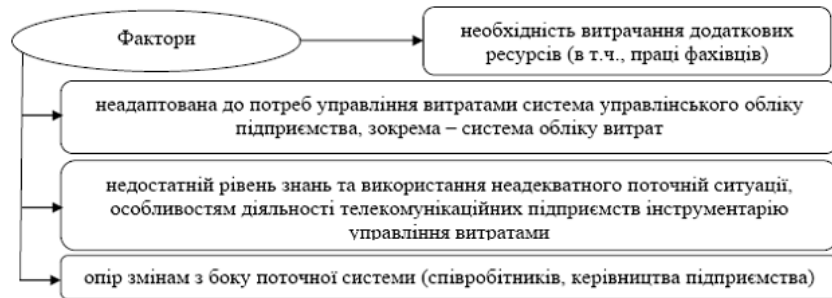 Фактори
необхідність витрачання додаткових
ресурсів (в т.ч., праці фахівців)
неадаптована до потреб управління витратами система управлінського обліку
підприємства, зокрема – система обліку витрат
недостатній рівень знань та використання неадекватного поточній ситуації,
особливостям діяльності телекомунікаційних підприємств інструментарію
управління витратами
опір змінам з боку поточної системи (співробітників, керівництва підприємства)